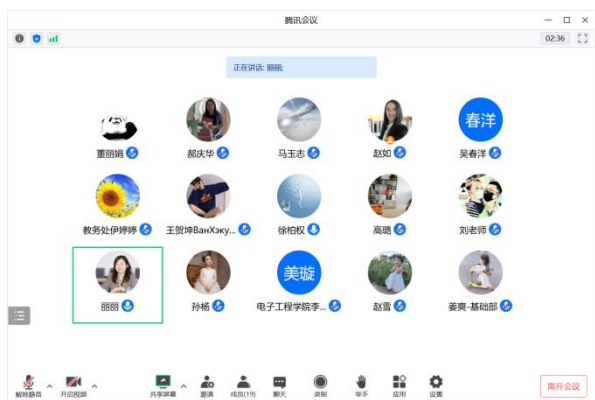 腾讯会议
02:36
正在讲话: 丽丽;
春洋
董丽娟
郝庆华
马玉志
赵如
吴春洋
教务处伊婷婷
王贺坤ВанХэку...
徐柏权
高璐
刘老师
美璇
丽丽
孙杨
电子工程学院李...
赵雪
姜爽-基础部
解除静音
开启视频
共享屏幕
邀请
成员(19)
聊天
录制
举手
应用
设置
离开会议